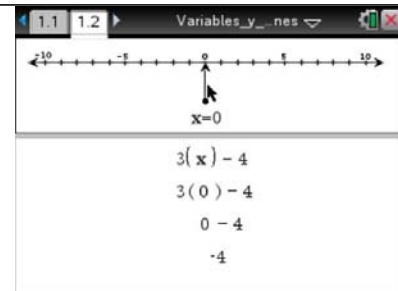 1.1 1.2 Variables_y_...nes
-10 -5 0 5 10
x=0
3(x) - 4
3(0) - 4
0 - 4
-4